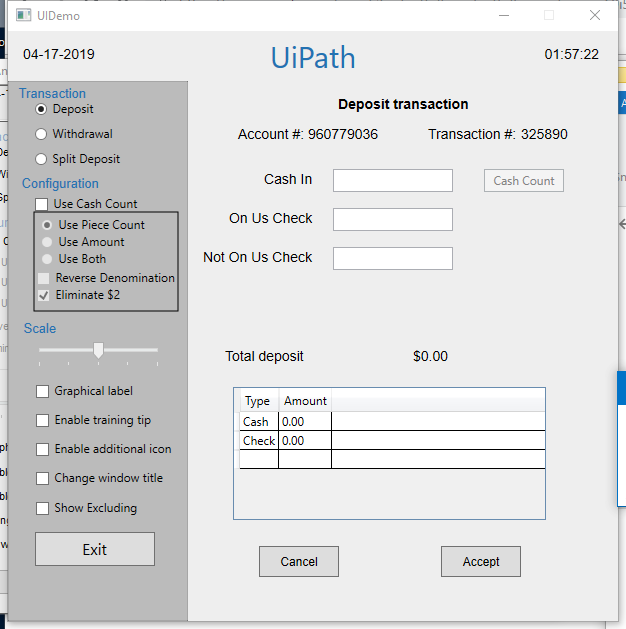 UIDemo
04-17-2019
UiPath
01:57:22
Transaction
Deposit
Withdrawal
Split Deposit
Configuration
Use Cash Count
Use Piece Count
Use Amount
Use Both
Reverse Denomination
Eliminate $2
Scale
Graphical label
Enable training tip
Enable additional icon
Change window title
Show Excluding
Exit
Deposit transaction
Account #: 960779036 Transaction #: 325890
Cash In
Cash Count
On Us Check
Not On Us Check
Total deposit $0.00
Type Amount
Cash 0.00
Check 0.00
Cancel Accept